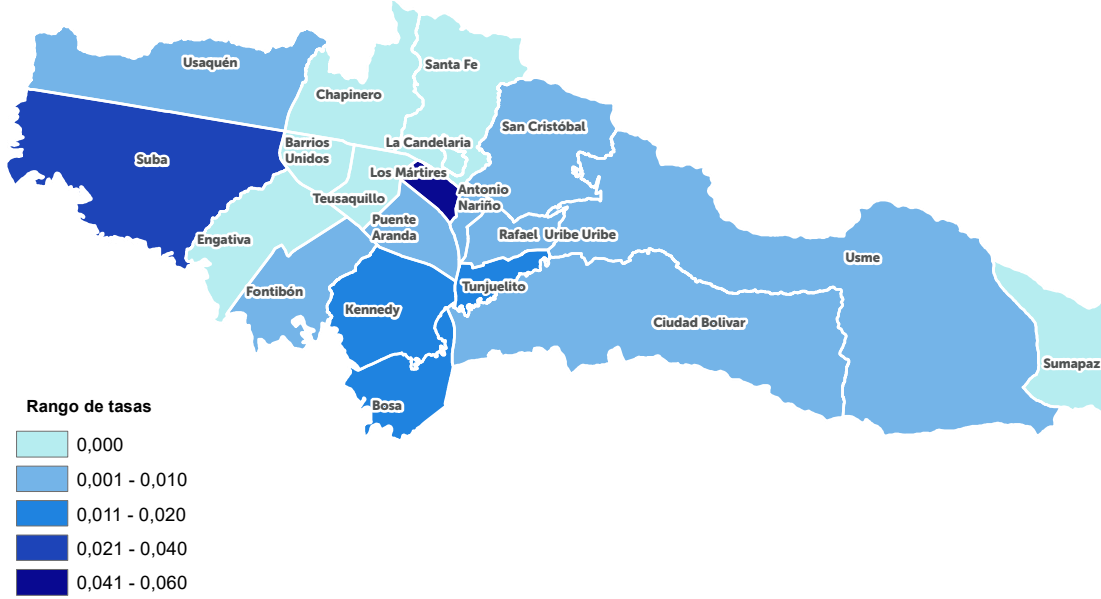 Usaquén
Santa Fe
Chapinero
San Cristóbal
Suba
Barrios
Unidos
La Candelaria
Los Mártires
Teusaquillo
Antonio
Nariño
Puente
Aranda
Engativa
Rafael Uribe Uribe
Usme
Fontibón
Tunjuelito
Kennedy
Ciudad Bolivar
Sumapaz
Bosa
Rango de tasas
0,000
0,001 - 0,010
0,011 - 0,020
0,021 - 0,040
0,041 - 0,060